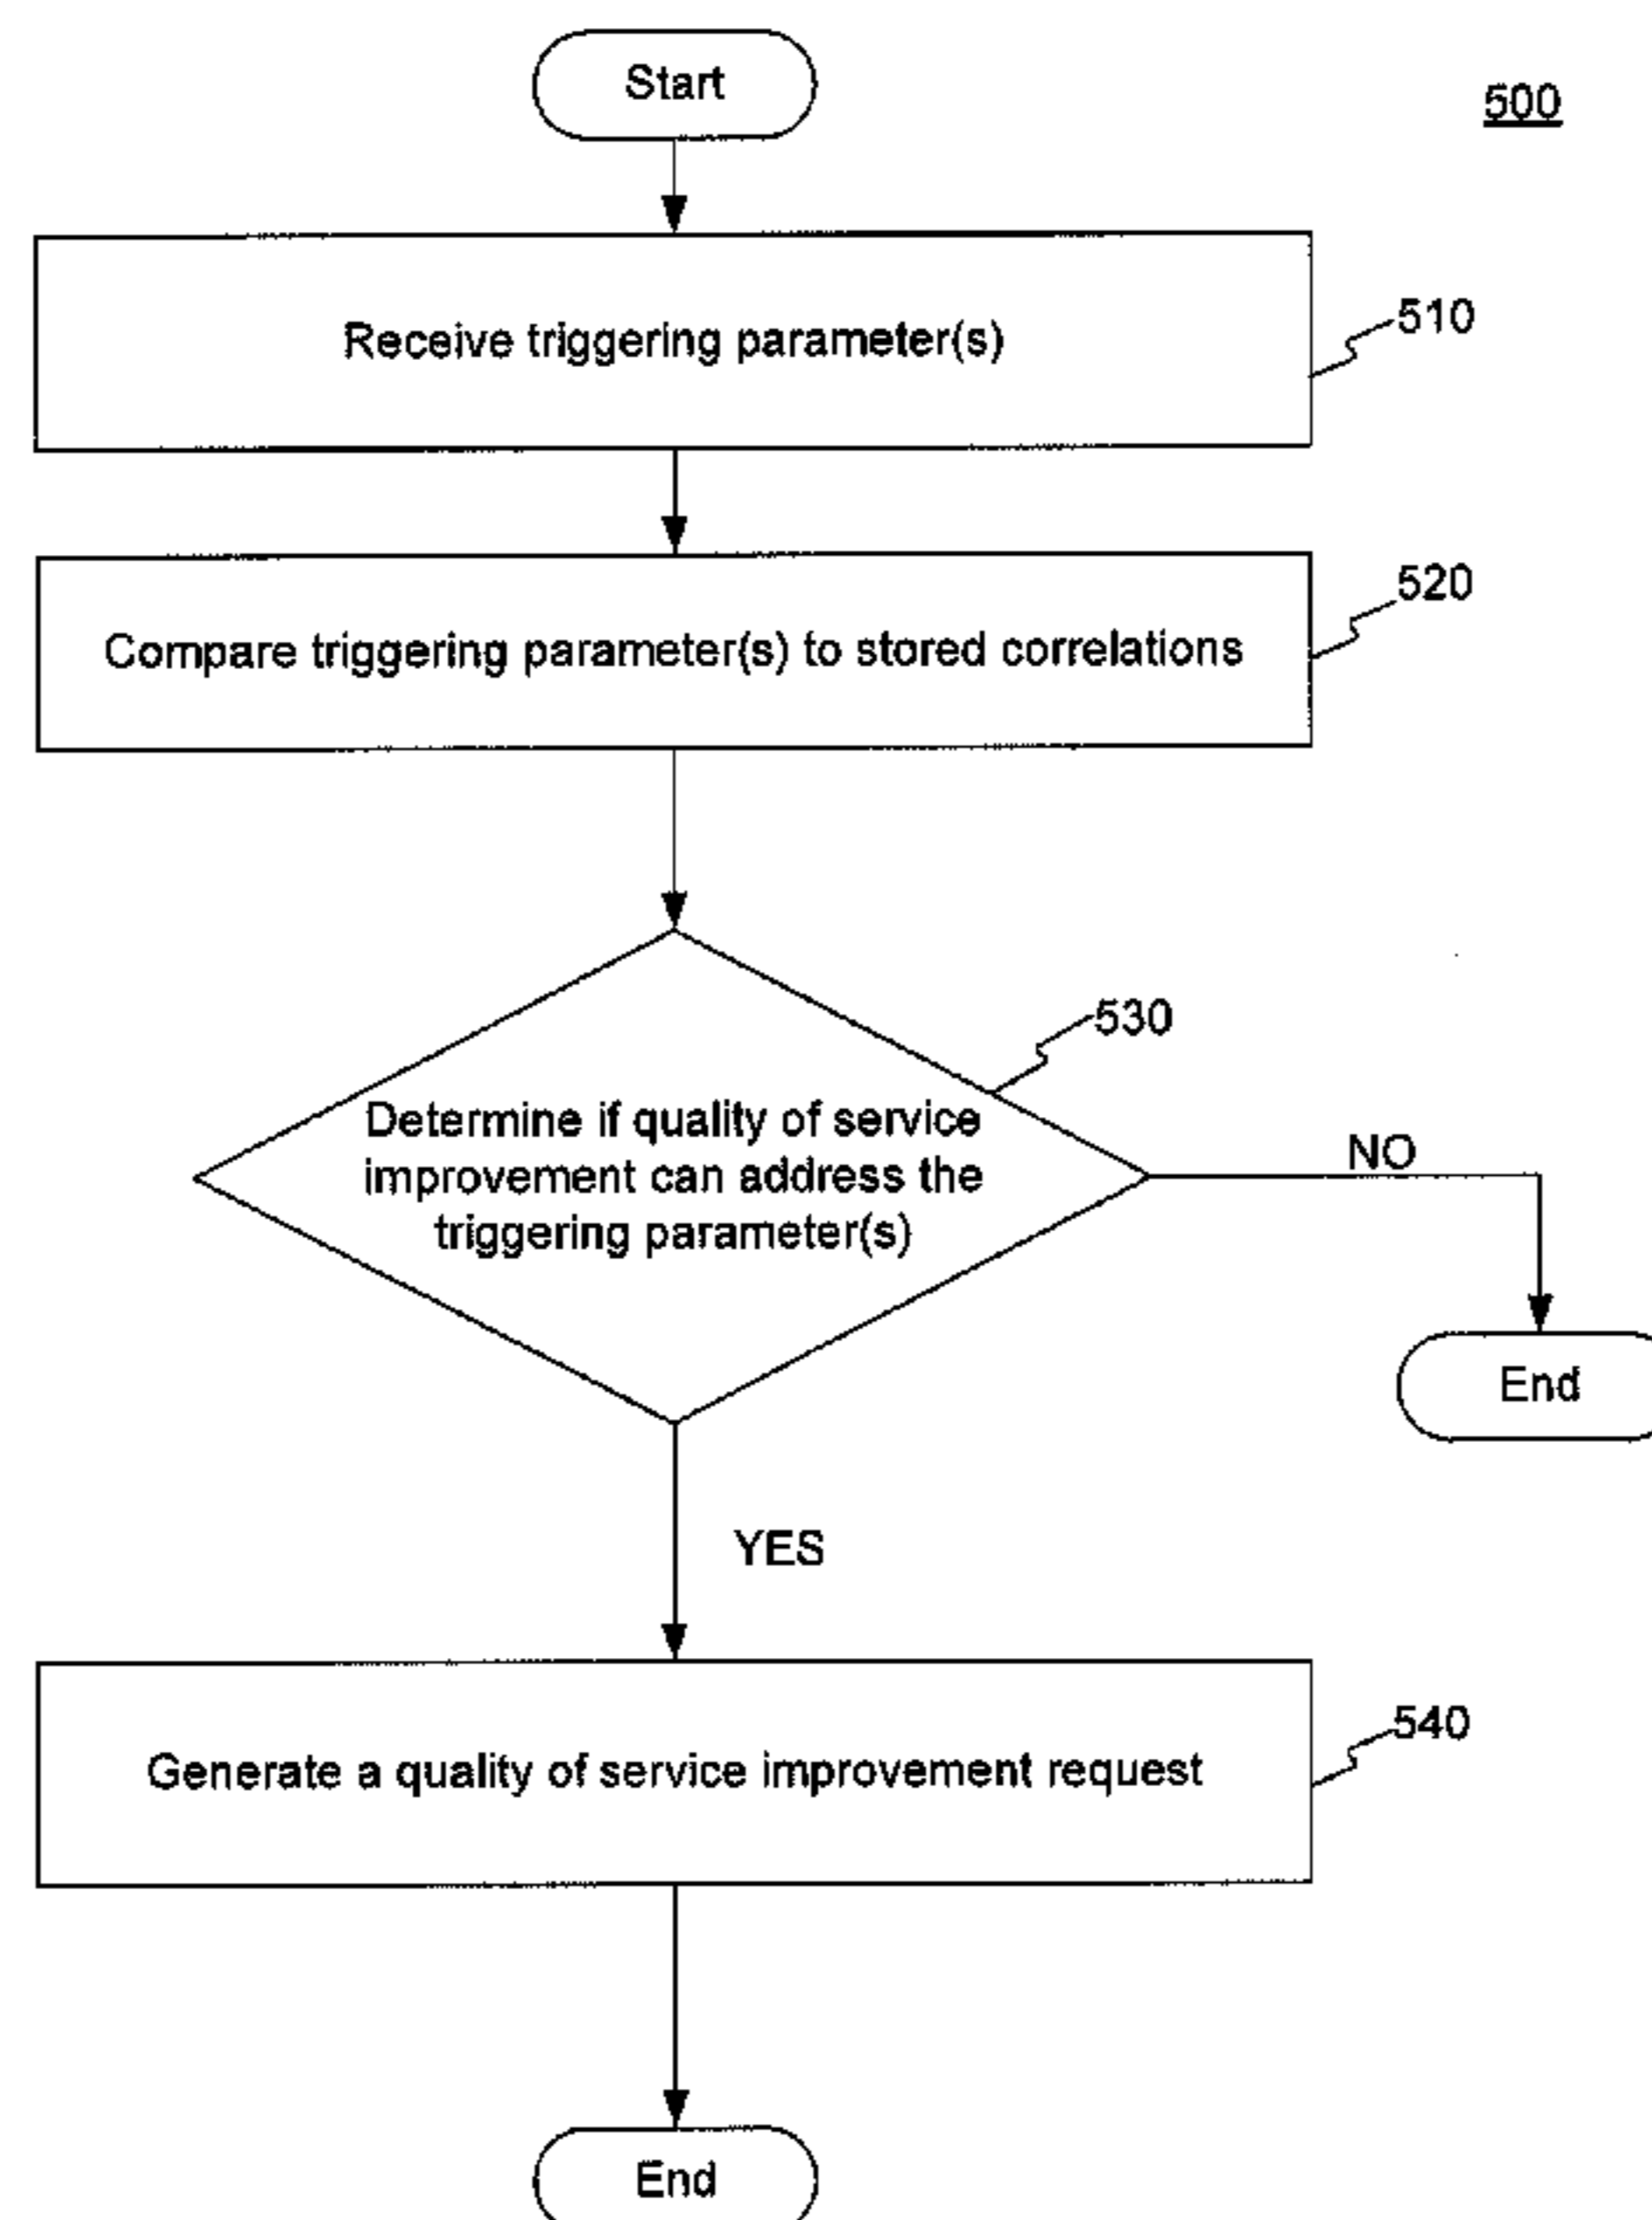 Start
500
Receive triggering parameter(s)
510
Compare triggering parameter(s) to stored correlations
520
530
Determine if quality of service
improvement can address the
triggering parameter(s)
NO
End
YES
Generate a quality of service improvement request
540
End